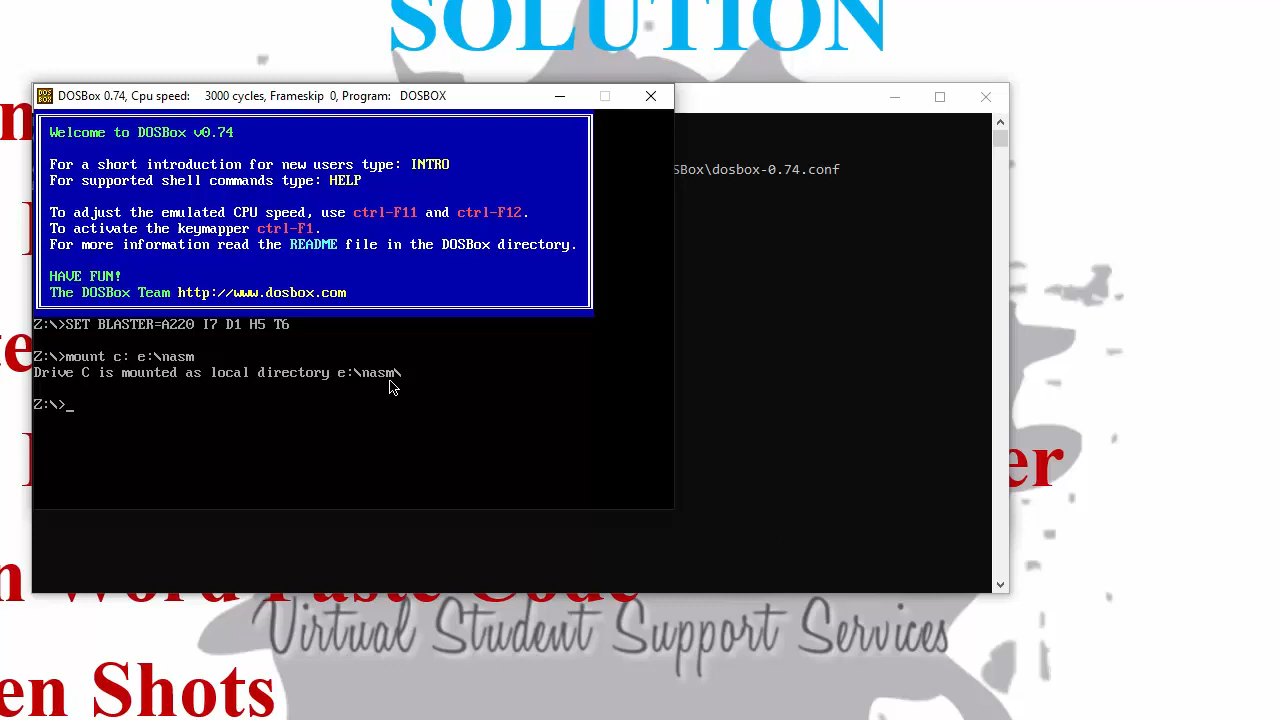 SOLUTION
DOSBox 0.74, Cpu speed: 3000 cycles, Frameskip 0, Program: DOSBOX
Welcome to DOSBox v0.74
For a short introduction for new users type: INTRO
For supported shell commands type: HELP
To adjust the emulated CPU speed, use ctrl-F11 and ctrl-F12.
To activate the keymapper ctrl-F1.
For more information read the README file in the DOSBox directory.
HAVE FUN!
The DOSBox Team http://www.dosbox.com
SBox\dosbox-0.74.conf
Z:\>SET BLASTER=A220 I7 D1 H5 T6
Z:\>mount c: e:\nasm
Drive C is mounted as local directory e:\nasm\
Z:\>_
er
n Word Paste Code
Virtual Student Support Services
en Shots